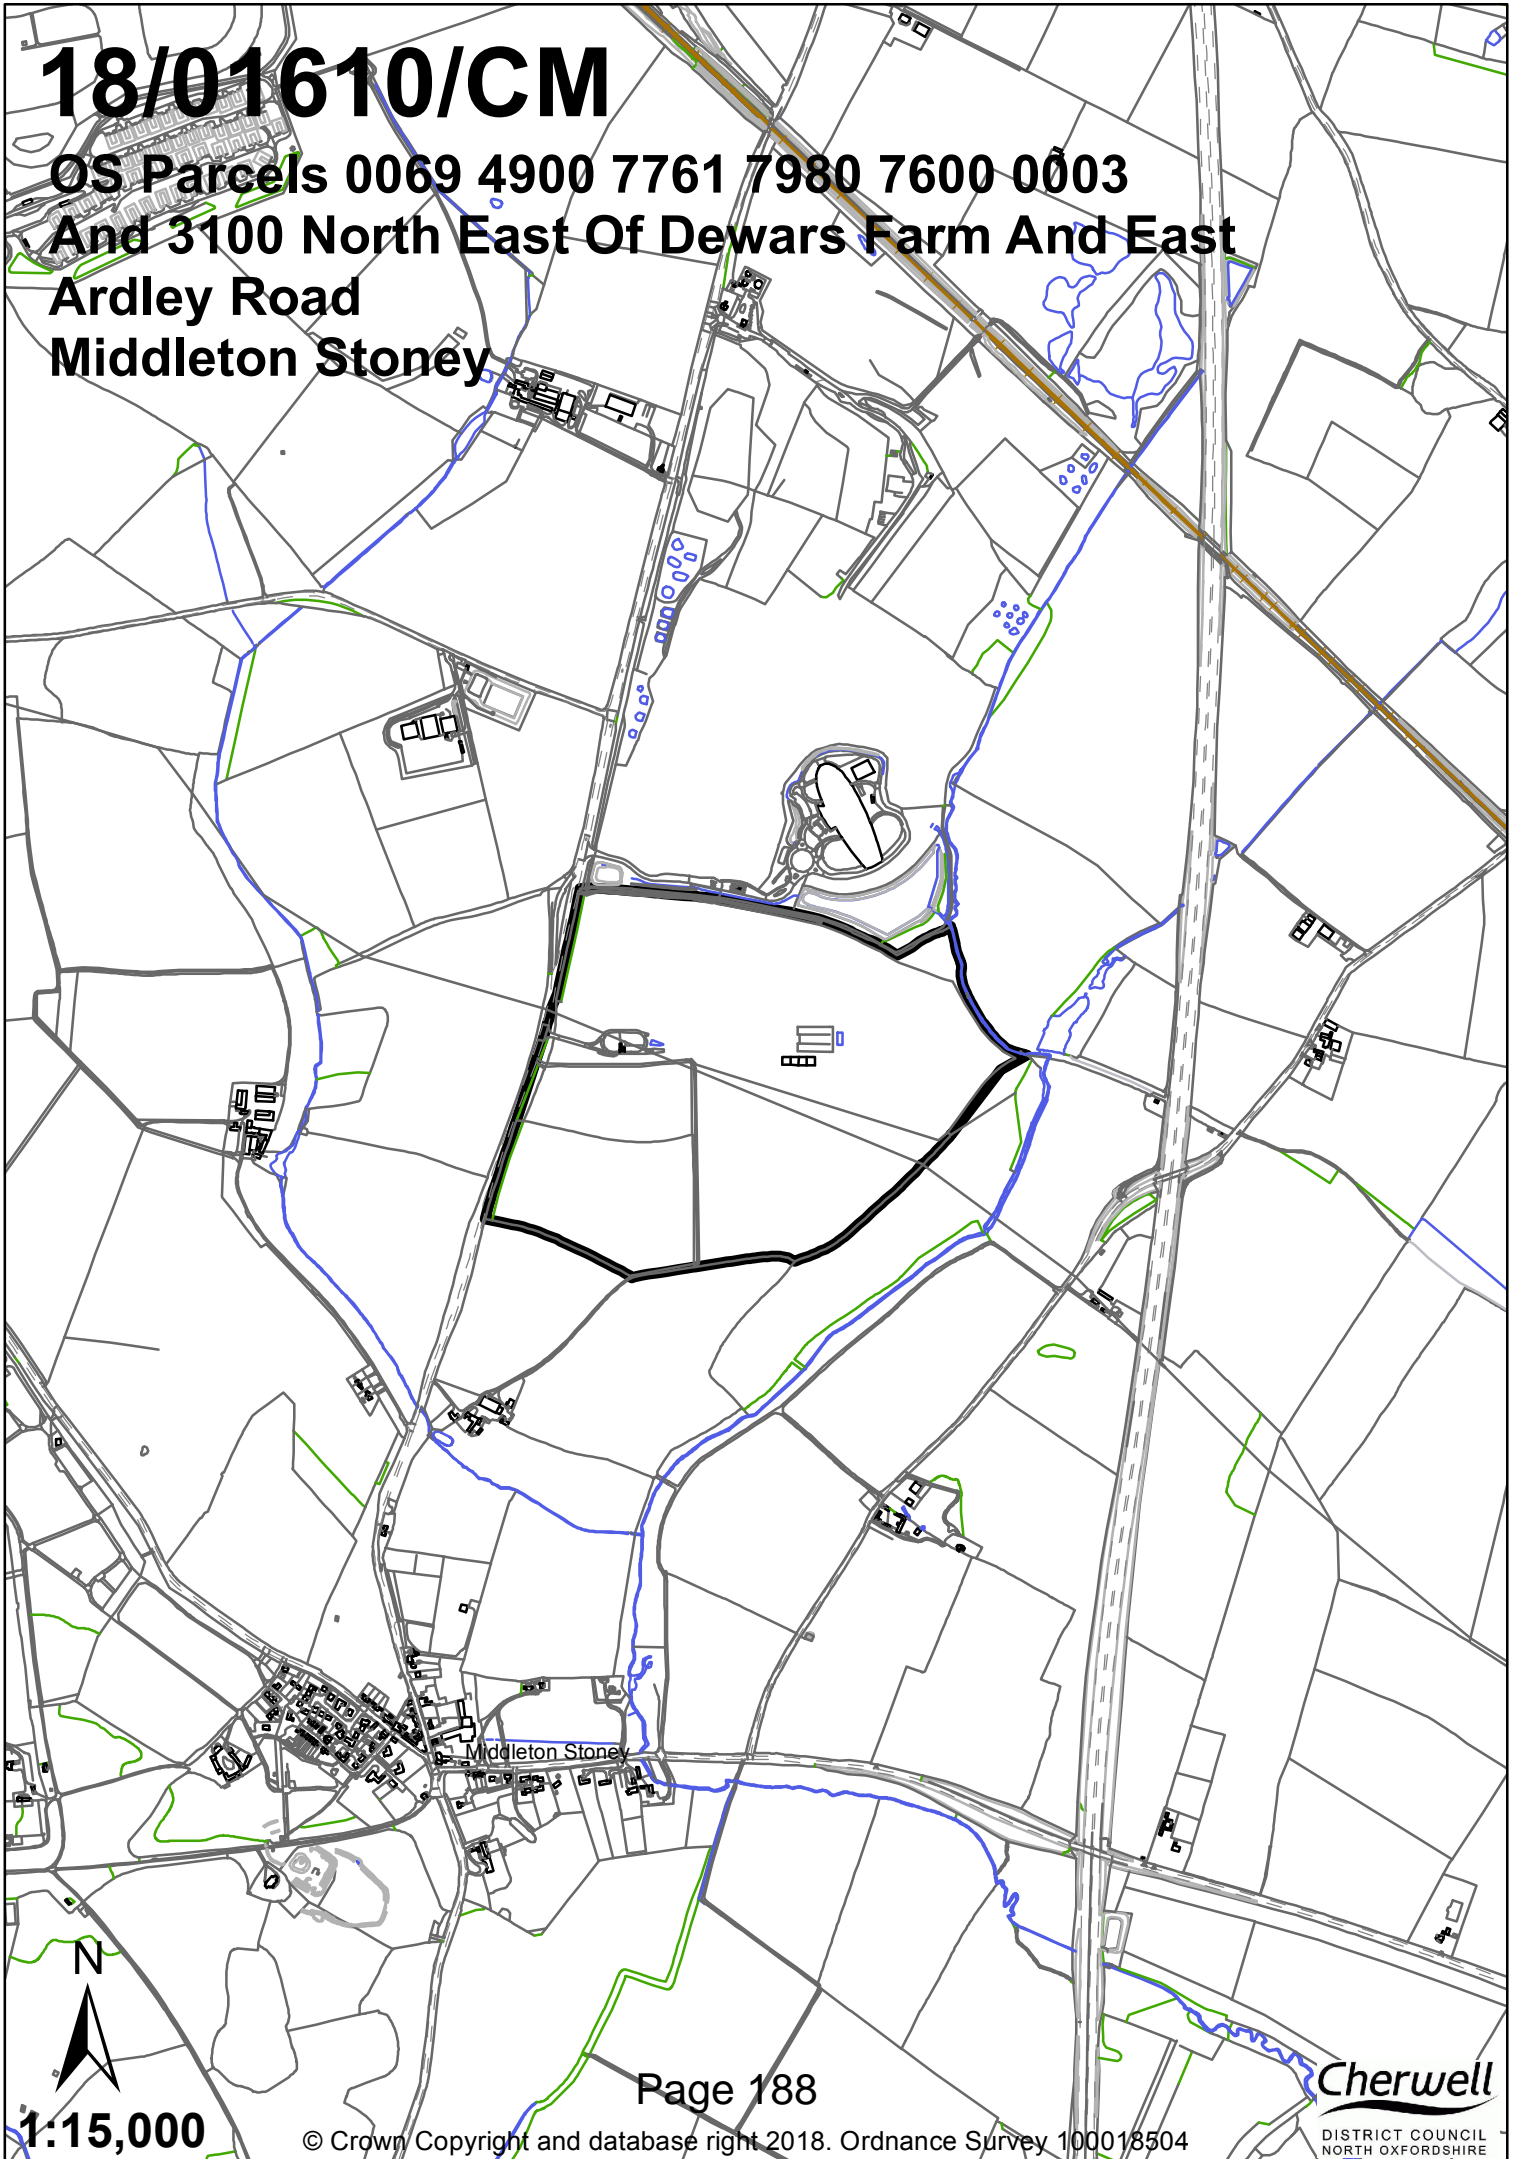 18/01610/CM
OS Parcels 0069 4900 7761 7980 7600 0003
And 3100 North East Of Dewars Farm And East
Ardley Road
Middleton Stoney
Middleton Stoney
N
1:15,000
Page 188
© Crown Copyright and database right 2018. Ordnance Survey 100018504
Cherwell
DISTRICT COUNCIL
NORTH OXFORDSHIRE